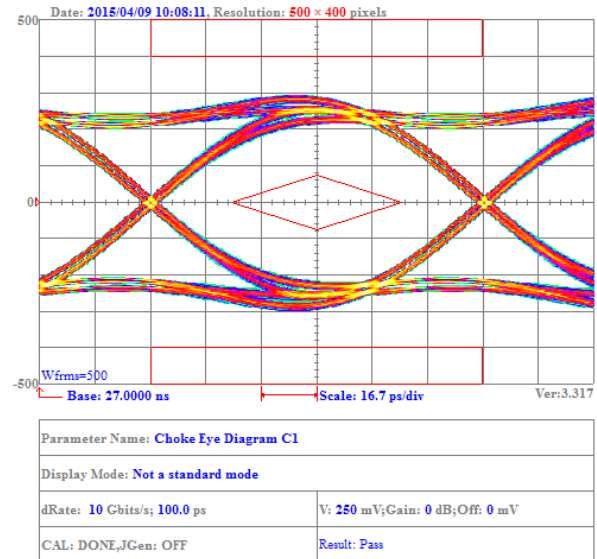 Date: 2015/04/09 10:08:11, Resolution: 500 × 400 pixels
500
0
Wfrms=500
-500
Base: 27.0000 ns
Scale: 16.7 ps/div
Ver:3.317
Parameter Name: Choke Eye Diagram C1
Display Mode: Not a standard mode
dRate: 10 Gbits/s; 100.0 ps
V: 250 mV;Gain: 0 dB;Off: 0 mV
CAL: DONE,JGen: OFF
Result: Pass